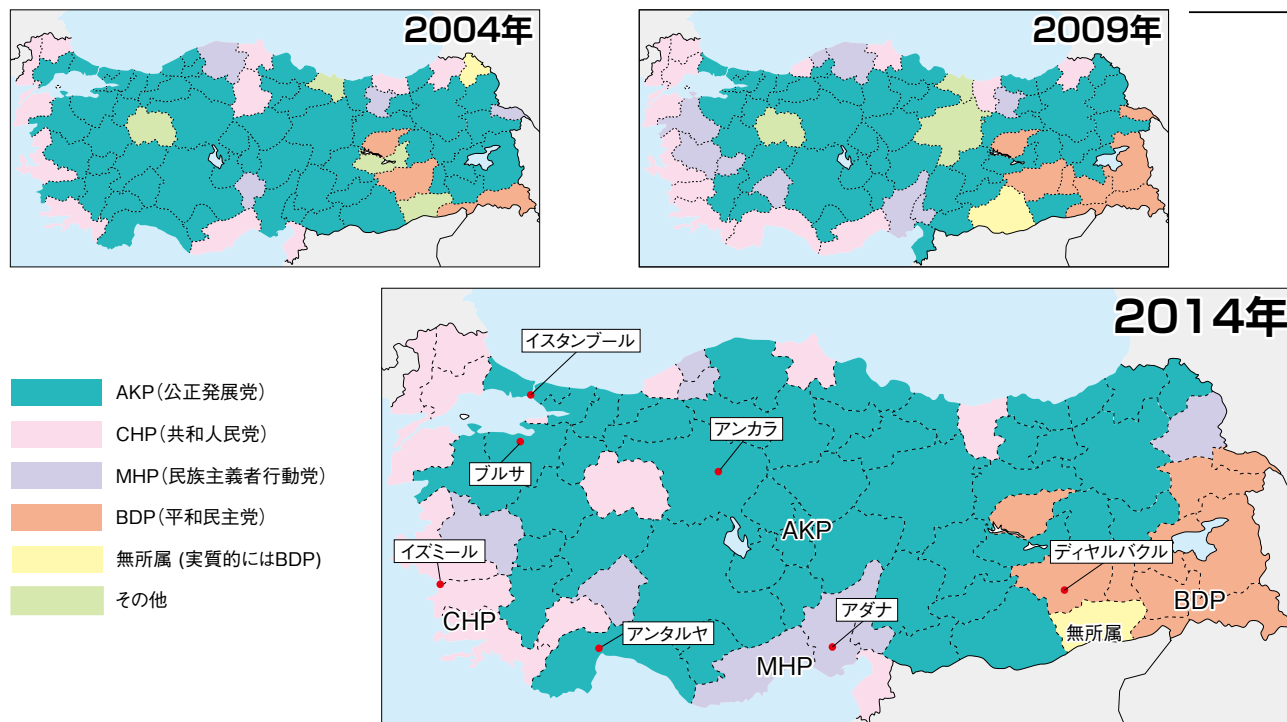 2004年
2009年
2014年
イスタンブール
アンカラ
ブルサ
AKP
イズミール
ディヤルバクル
BDP
CHP
アンタルヤ
アダナ
無所属
MHP
AKP(公正発展党)
CHP(共和人民党)
MHP(民族主義者行動党)
BDP(平和民主党)
無所属 (実質的にはBDP)
その他